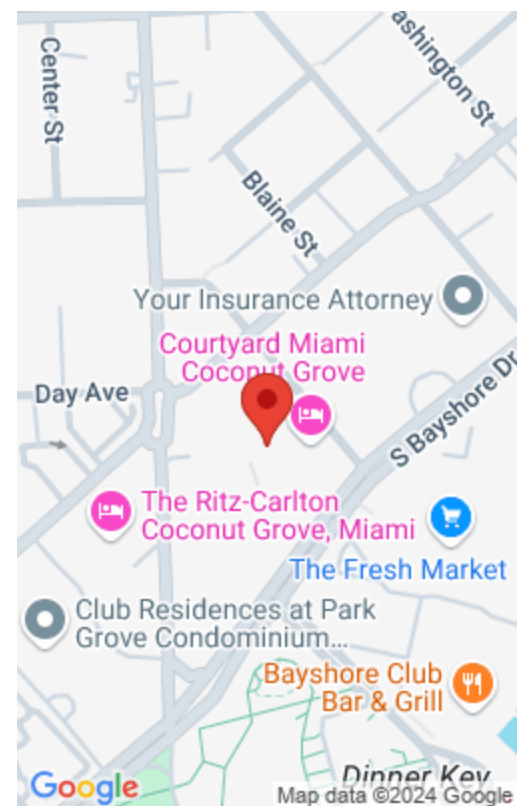 Center St
ashington St
Blaine St
Your Insurance Attorney
Courtyard Miami
Coconut Grove
Day Ave
S Bayshore Dr
The Ritz-Carlton
Coconut Grove, Miami
The Fresh Market
Club Residences at Park
Grove Condominium...
Bayshore Club
Bar & Grill
Dinner Key
Google
Map data ©2024 Google